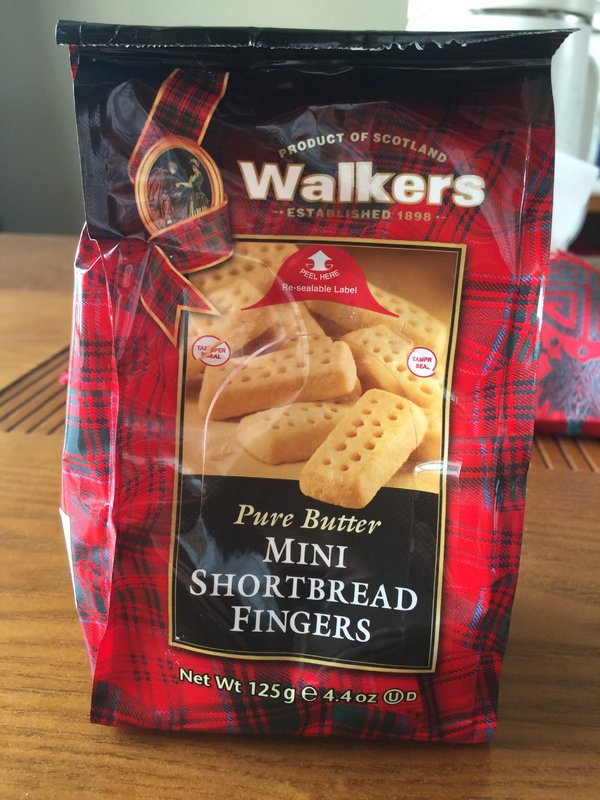 PRODUCT OF SCOTLAND
Walkers
ESTABLISHED 1898
PEEL HERE
Re-sealable Label
TAMPER
SEAL
TAMPR
SEAL
Pure Butter
MINI
SHORTBREAD
FINGERS
Net Wt 125g ℮ 4.4oz Ⓤ D